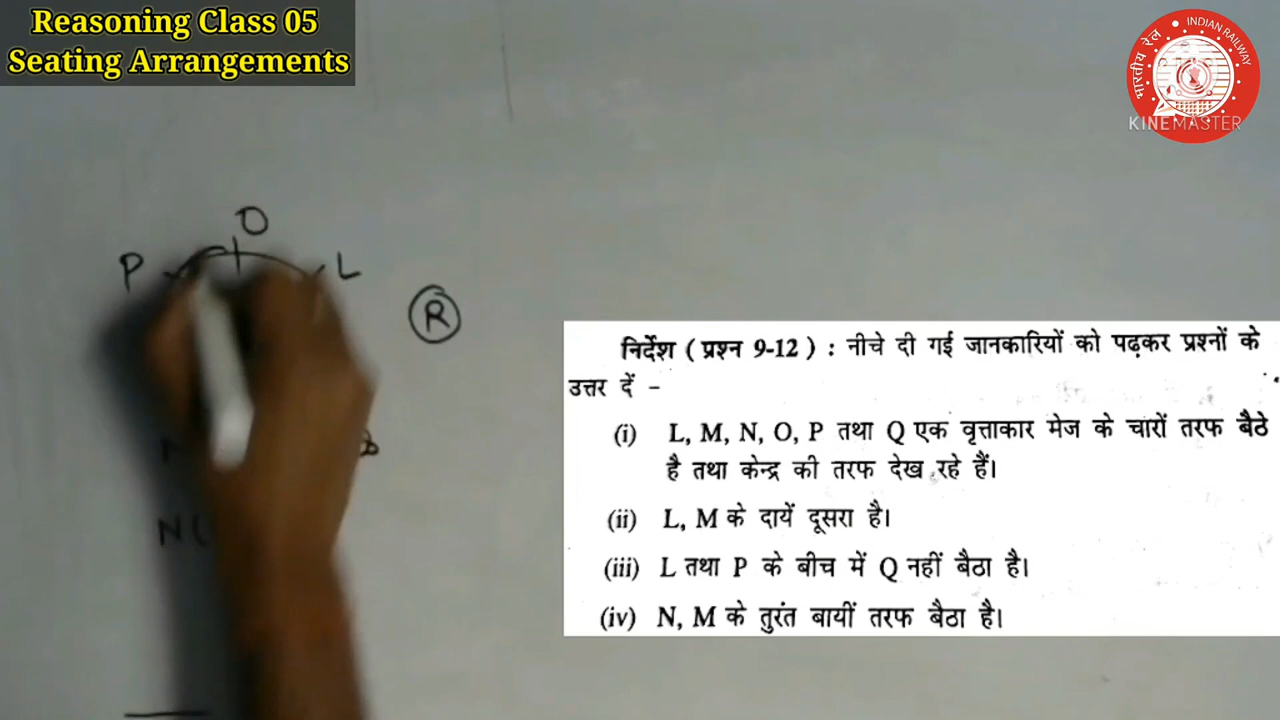 Reasoning Class 05
Seating Arrangements
भारतीय रेल • INDIAN RAILWAY
KINEMASTER
O
P
L
R
N
निर्देश ( प्रश्न 9-12 ) : नीचे दी गई जानकारियों को पढ़कर प्रश्नों के
उत्तर दें -
(i) L, M, N, O, P तथा Q एक वृत्ताकार मेज के चारों तरफ बैठे
है तथा केन्द्र की तरफ देख रहे हैं।
(ii) L, M के दायें दूसरा है।
(iii) L तथा P के बीच में Q नहीं बैठा है।
(iv) N, M के तुरंत बायीं तरफ बैठा है।